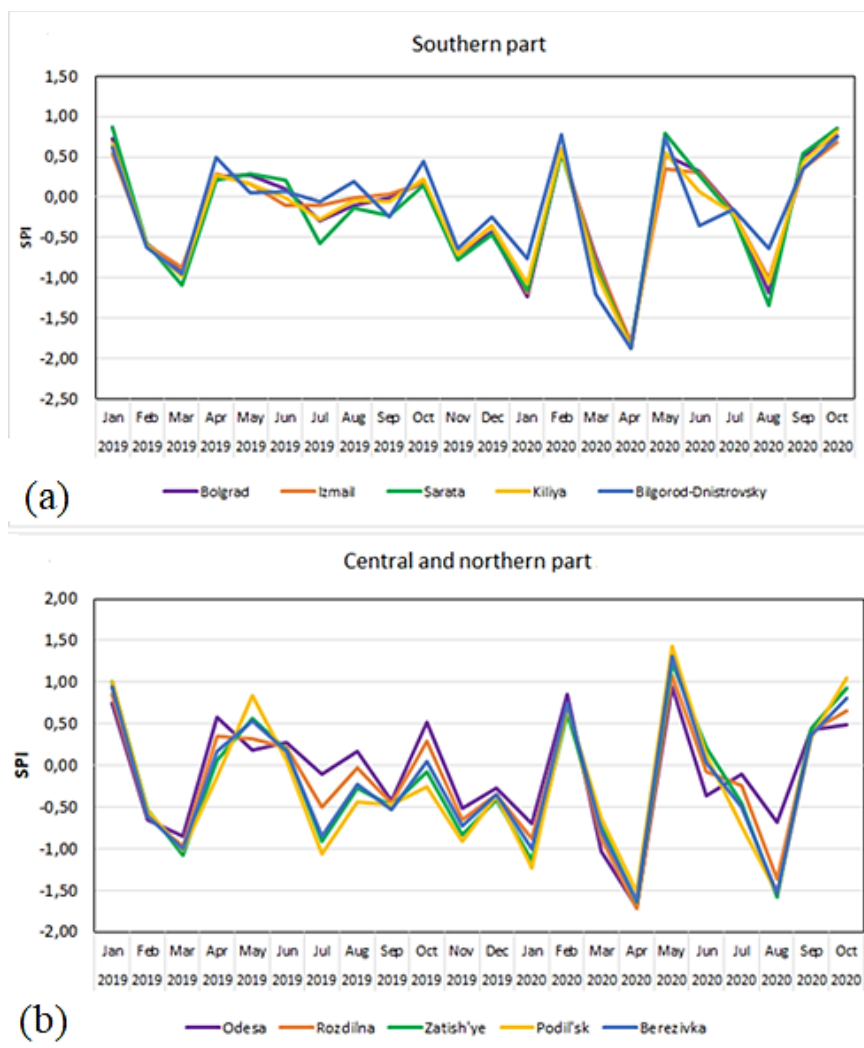 Southern part
1,50
1,00
0,50
0,00
-0,50
-1,00
-1,50
-2,00
-2,50
SPI
Jan Feb Mar Apr May Jun Jul Aug Sep Oct Nov Dec Jan Feb Mar Apr May Jun Jul Aug Sep Oct
2019 2019 2019 2019 2019 2019 2019 2019 2019 2019 2019 2019 2020 2020 2020 2020 2020 2020 2020 2020 2020 2020
(a)
Bolgrad Izmail Sarata Kiliya Bilgorod-Dnistrovsky
Central and northern part
2,00
1,50
1,00
0,50
0,00
-0,50
-1,00
-1,50
-2,00
SPI
Jan Feb Mar Apr May Jun Jul Aug Sep Oct Nov Dec Jan Feb Mar Apr May Jun Jul Aug Sep Oct
2019 2019 2019 2019 2019 2019 2019 2019 2019 2019 2019 2019 2020 2020 2020 2020 2020 2020 2020 2020 2020 2020
(b)
Odesa Rozdilna Zatish'ye Podil'sk Berezivka